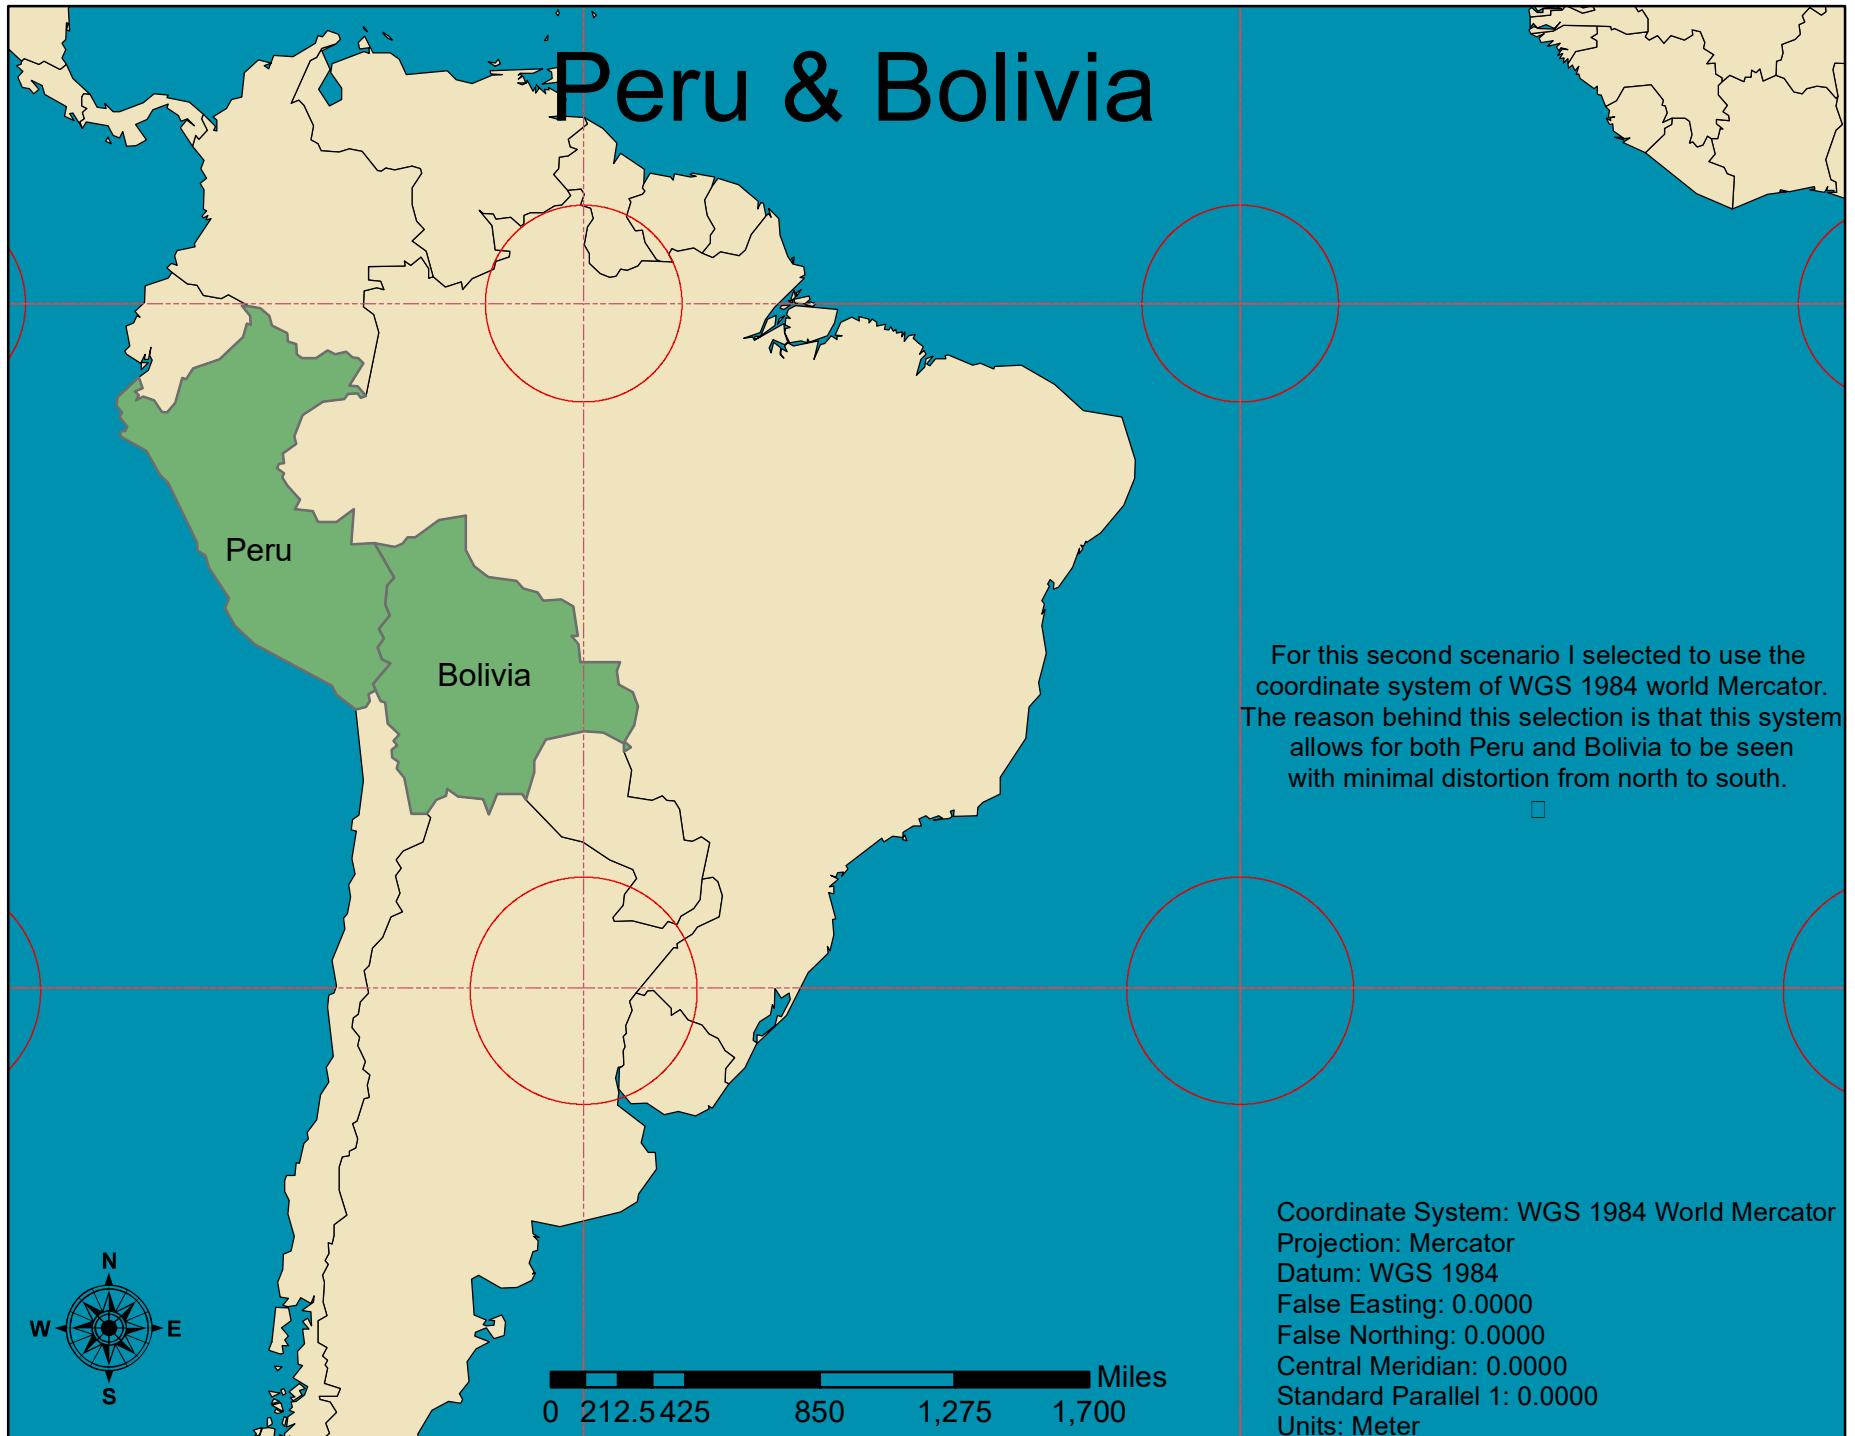 Peru & Bolivia
Peru
Bolivia
For this second scenario I selected to use the
coordinate system of WGS 1984 world Mercator.
The reason behind this selection is that this system
allows for both Peru and Bolivia to be seen
with minimal distortion from north to south.
Coordinate System: WGS 1984 World Mercator
Projection: Mercator
Datum: WGS 1984
False Easting: 0.0000
False Northing: 0.0000
Central Meridian: 0.0000
Standard Parallel 1: 0.0000
Units: Meter
N
W E
S
Miles
0 212.5 425 850 1,275 1,700